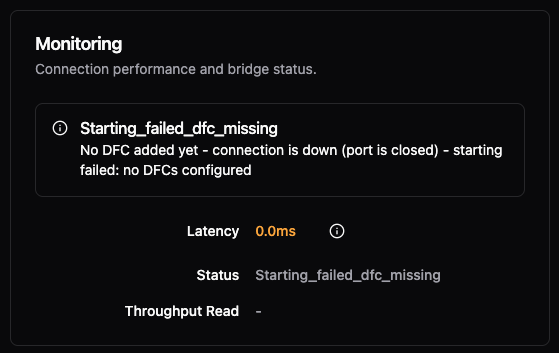 Monitoring
Connection performance and bridge status.
Starting_failed_dfc_missing
No DFC added yet - connection is down (port is closed) - starting
failed: no DFCs configured
Latency 0.0ms
Status Starting_failed_dfc_missing
Throughput Read -